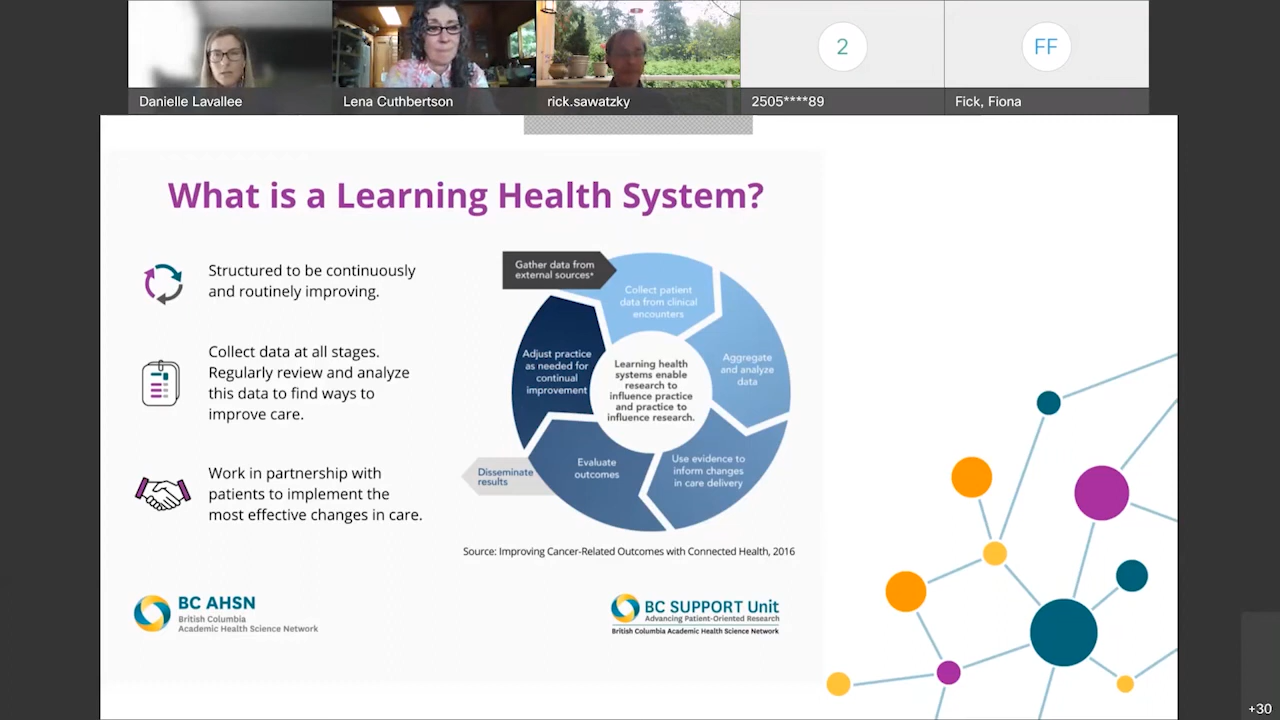 2
FF
Danielle Lavallee
Lena Cuthbertson
rick.sawatzky
2505****89
Fick, Fiona
What is a Learning Health System?
Structured to be continuously
and routinely improving.
Collect data at all stages.
Regularly review and analyze
this data to find ways to
improve care.
Work in partnership with
patients to implement the
most effective changes in care.
Gather data from
external sources*
Collect patient
data from clinical
encounters
Aggregate
and analyze
data
Use evidence to
inform changes
in care delivery
Evaluate
outcomes
Disseminate
results
Adjust practice
as needed for
continual
improvement
Learning health
systems enable
research to
influence practice
and practice to
influence research.
Source: Improving Cancer-Related Outcomes with Connected Health, 2016
BC AHSN
British Columbia
Academic Health Science Network
BC SUPPORT Unit
Advancing Patient-Oriented Research
British Columbia Academic Health Science Network
+30